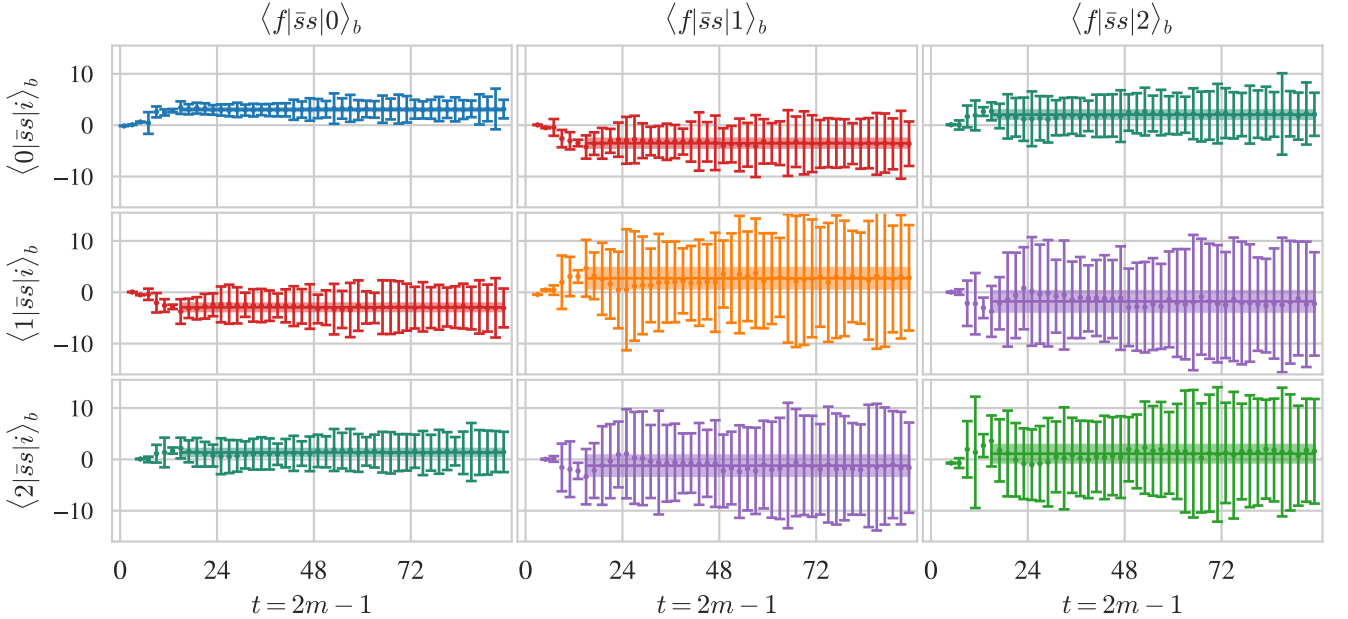 ⟨f|s̄s|0⟩_b ⟨f|s̄s|1⟩_b ⟨f|s̄s|2⟩_b
⟨0|s̄s|i⟩_b
10
0
−10
⟨1|s̄s|i⟩_b
10
0
−10
⟨2|s̄s|i⟩_b
10
0
−10
0 24 48 72 0 24 48 72 0 24 48 72
t = 2m − 1 t = 2m − 1 t = 2m − 1